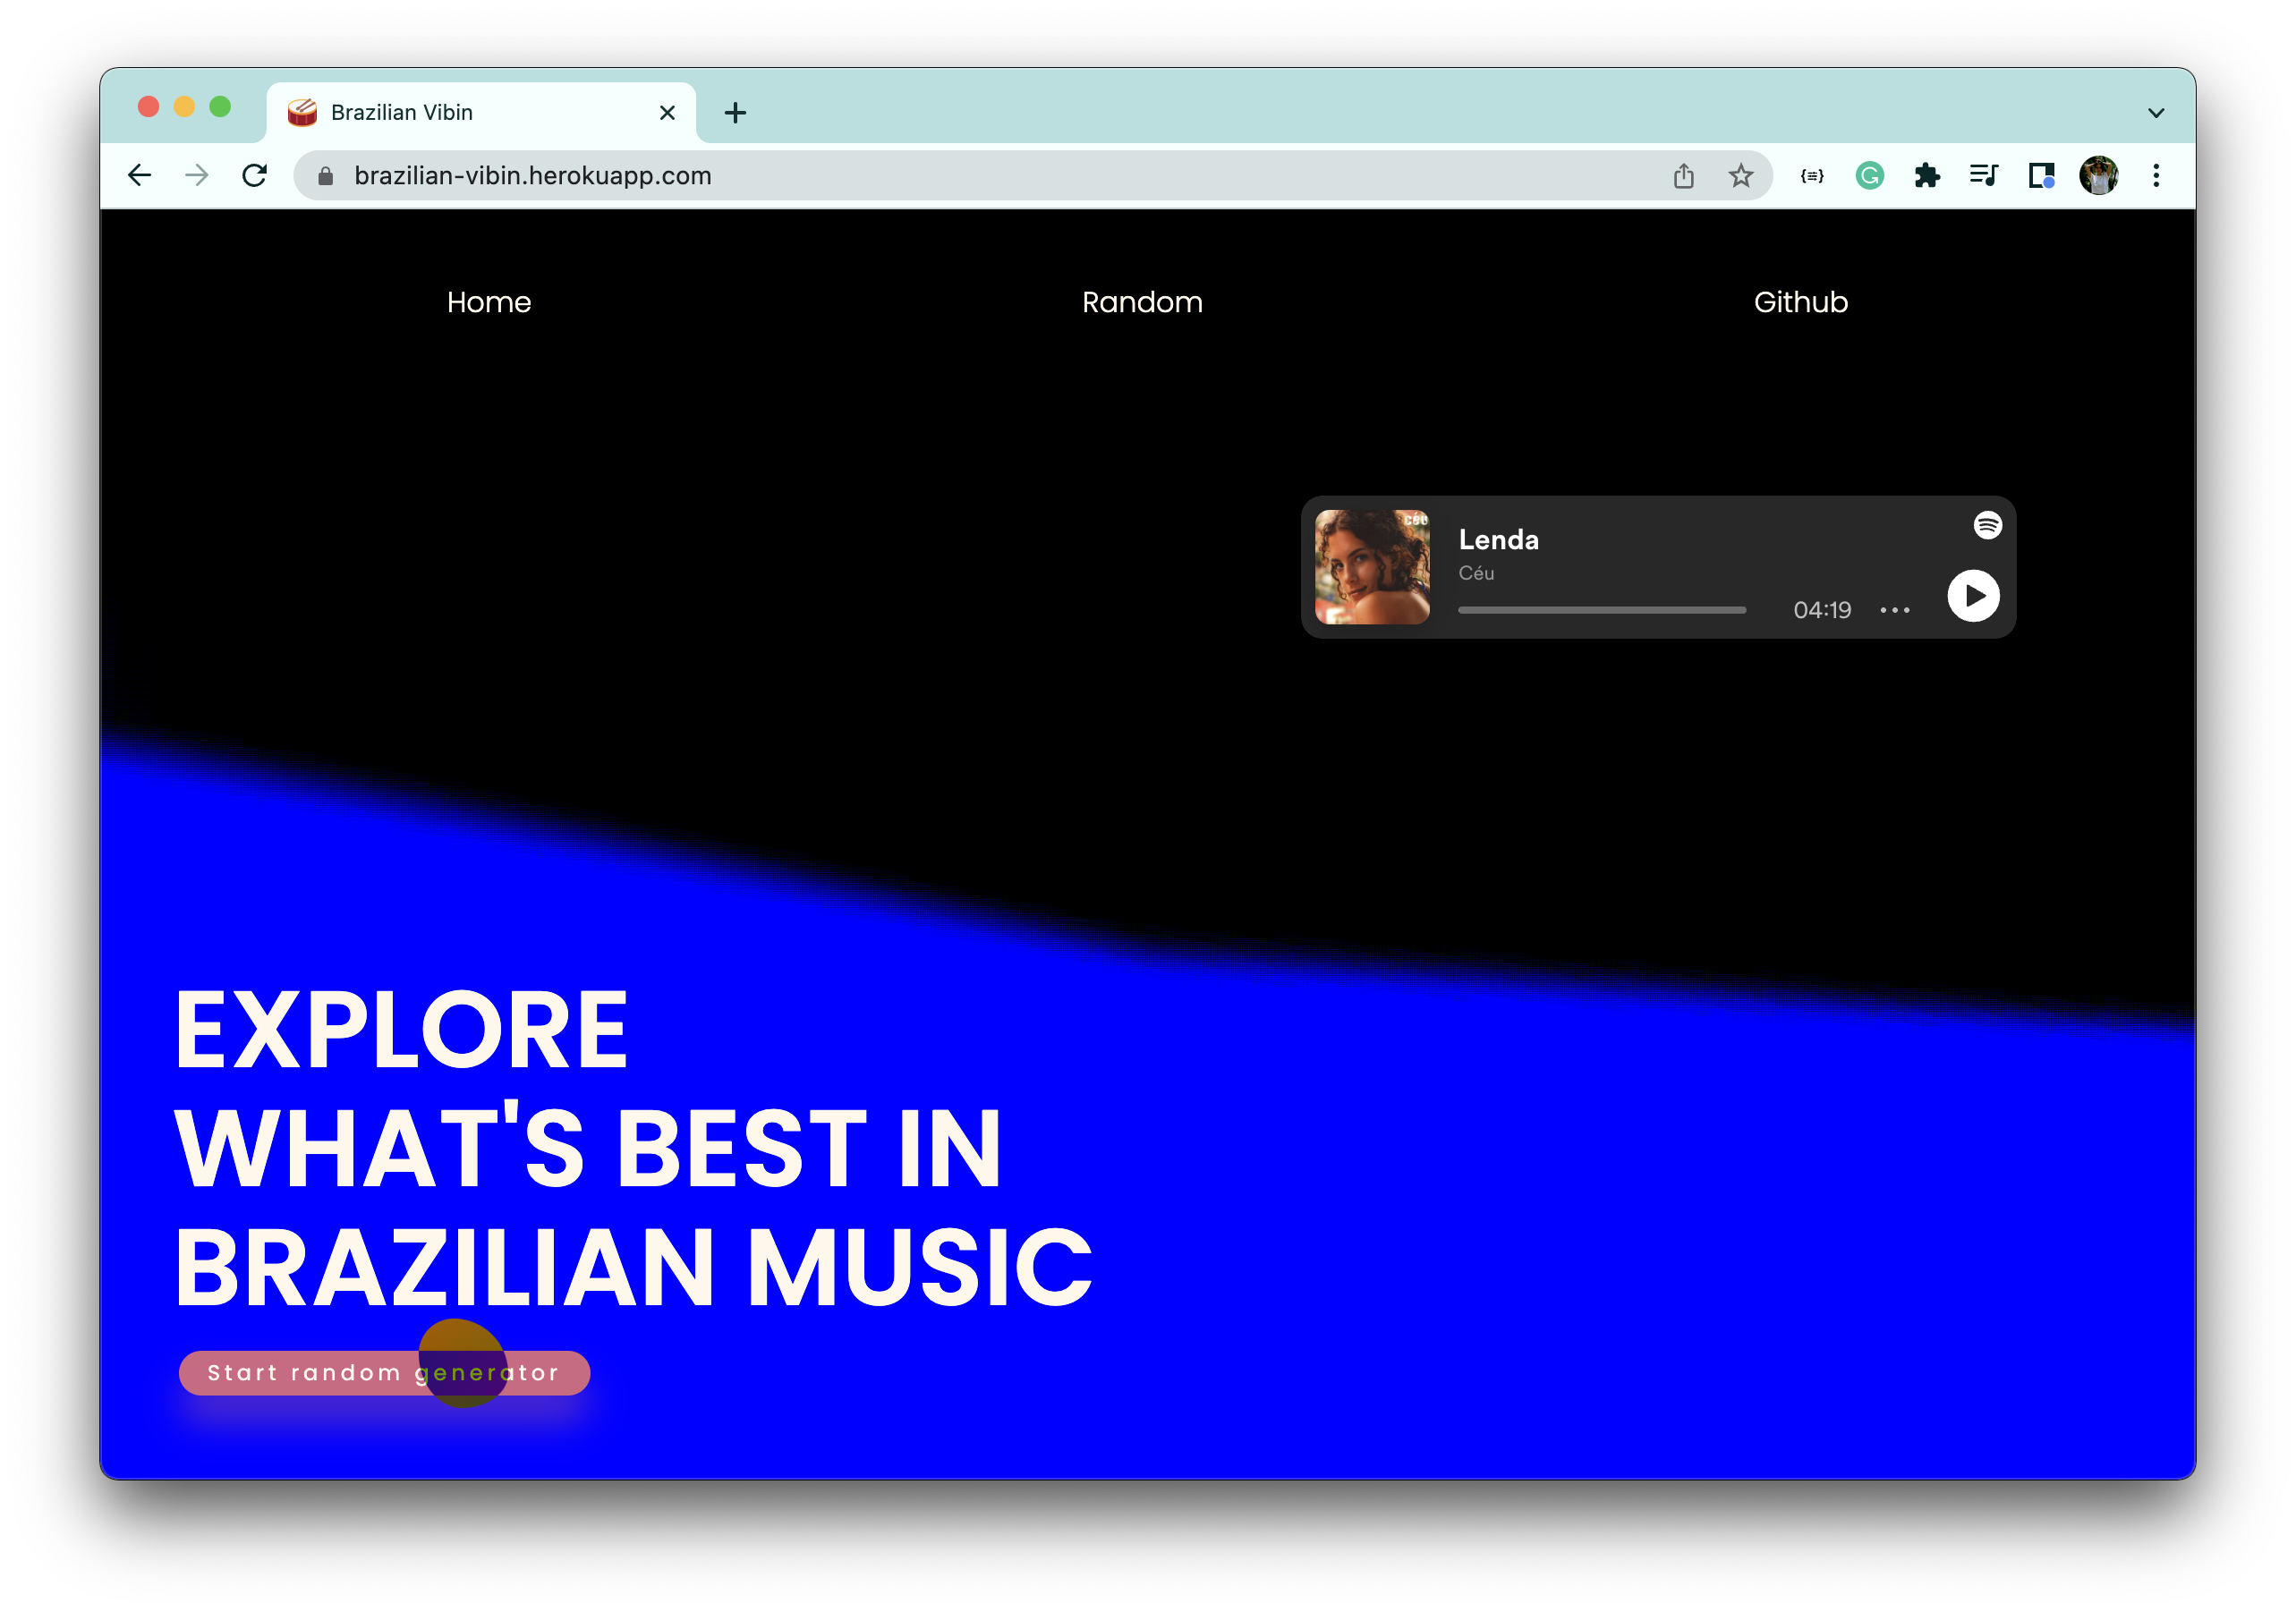 Brazilian Vibin
brazilian-vibin.herokuapp.com
Home Random Github
CÉU
Lenda
Céu
04:19
EXPLORE
WHAT'S BEST IN
BRAZILIAN MUSIC
Start random generator